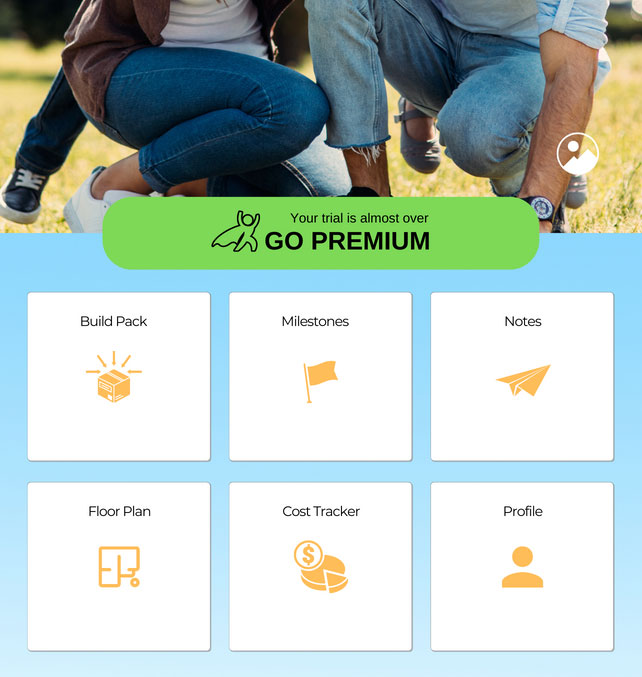 Your trial is almost over
GO PREMIUM
Build Pack
Milestones
Notes
$
Floor Plan
Cost Tracker
Profile